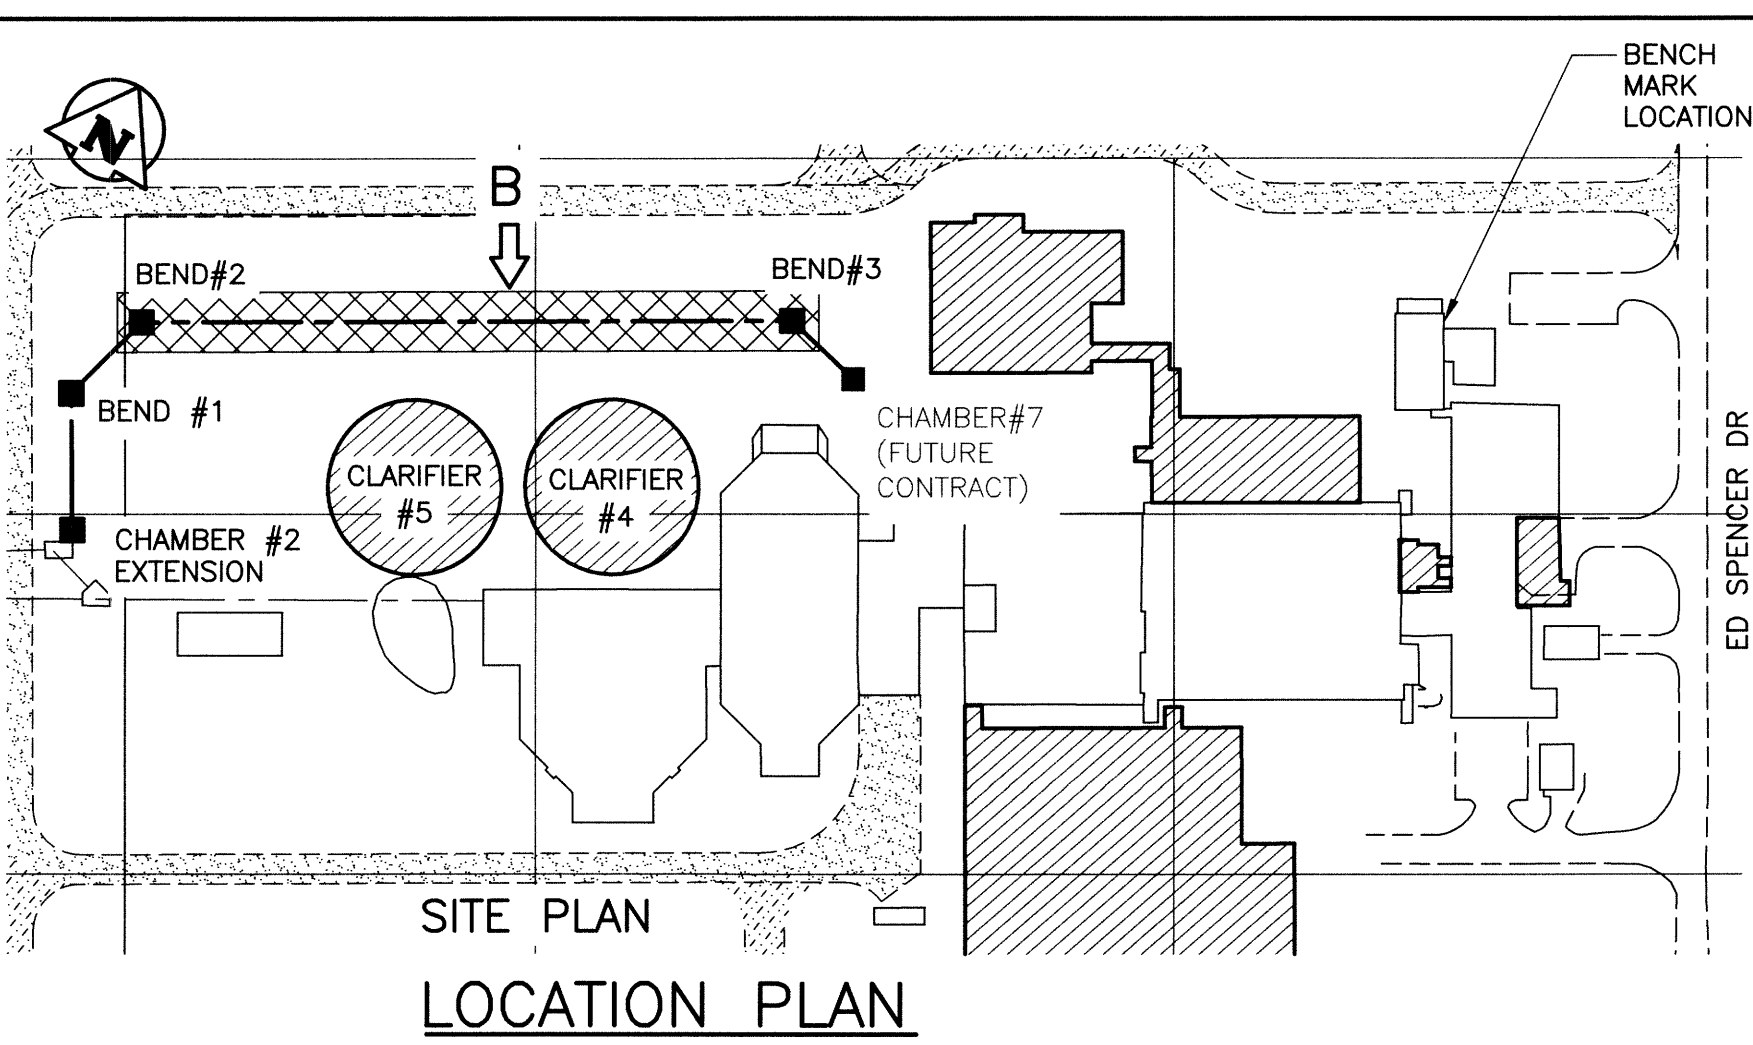 BENCH
MARK
LOCATION
N
B
BEND#2
BEND#3
BEND #1
CHAMBER#7
(FUTURE
CONTRACT)
CLARIFIER
#5
CLARIFIER
#4
CHAMBER #2
EXTENSION
ED SPENCER DR
SITE PLAN
LOCATION PLAN